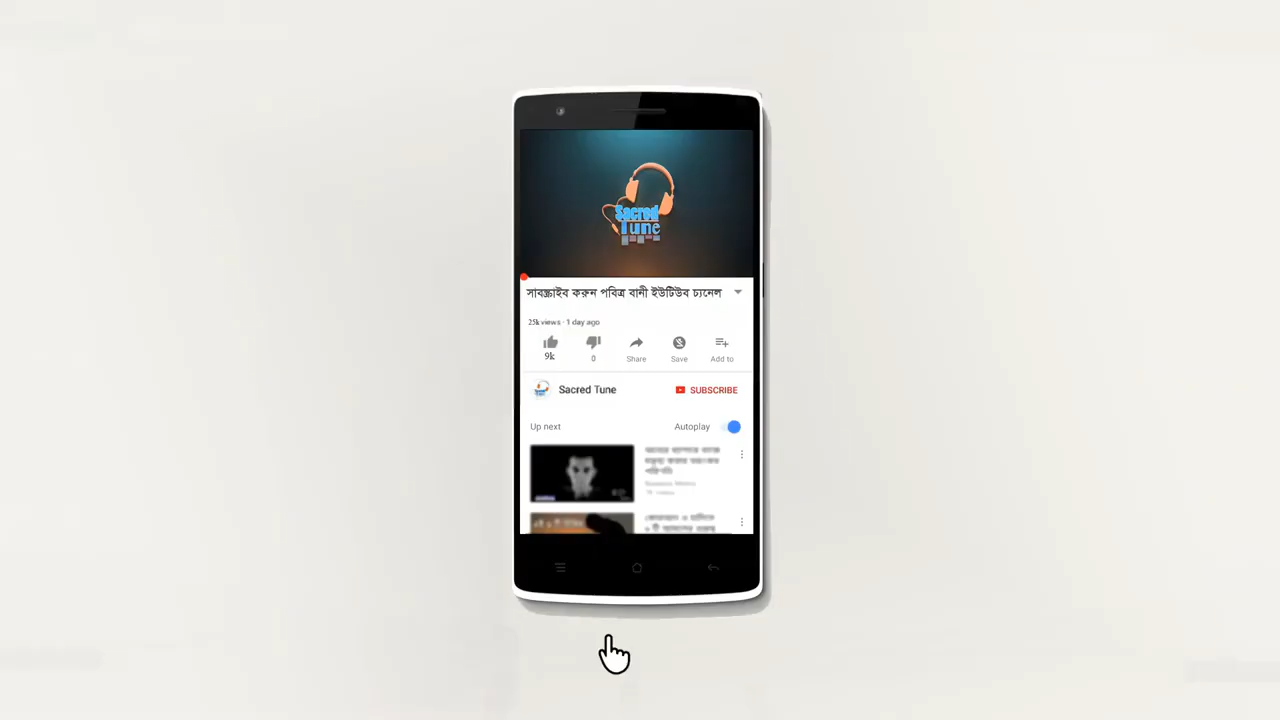 Sacred
Tune
সাবস্ক্রাইব করুন পবিত্র বানী ইউটিউব চ্যনেল
25k views · 1 day ago
9k
0
Share
Save
Add to
Sacred Tune
SUBSCRIBE
Up next
Autoplay